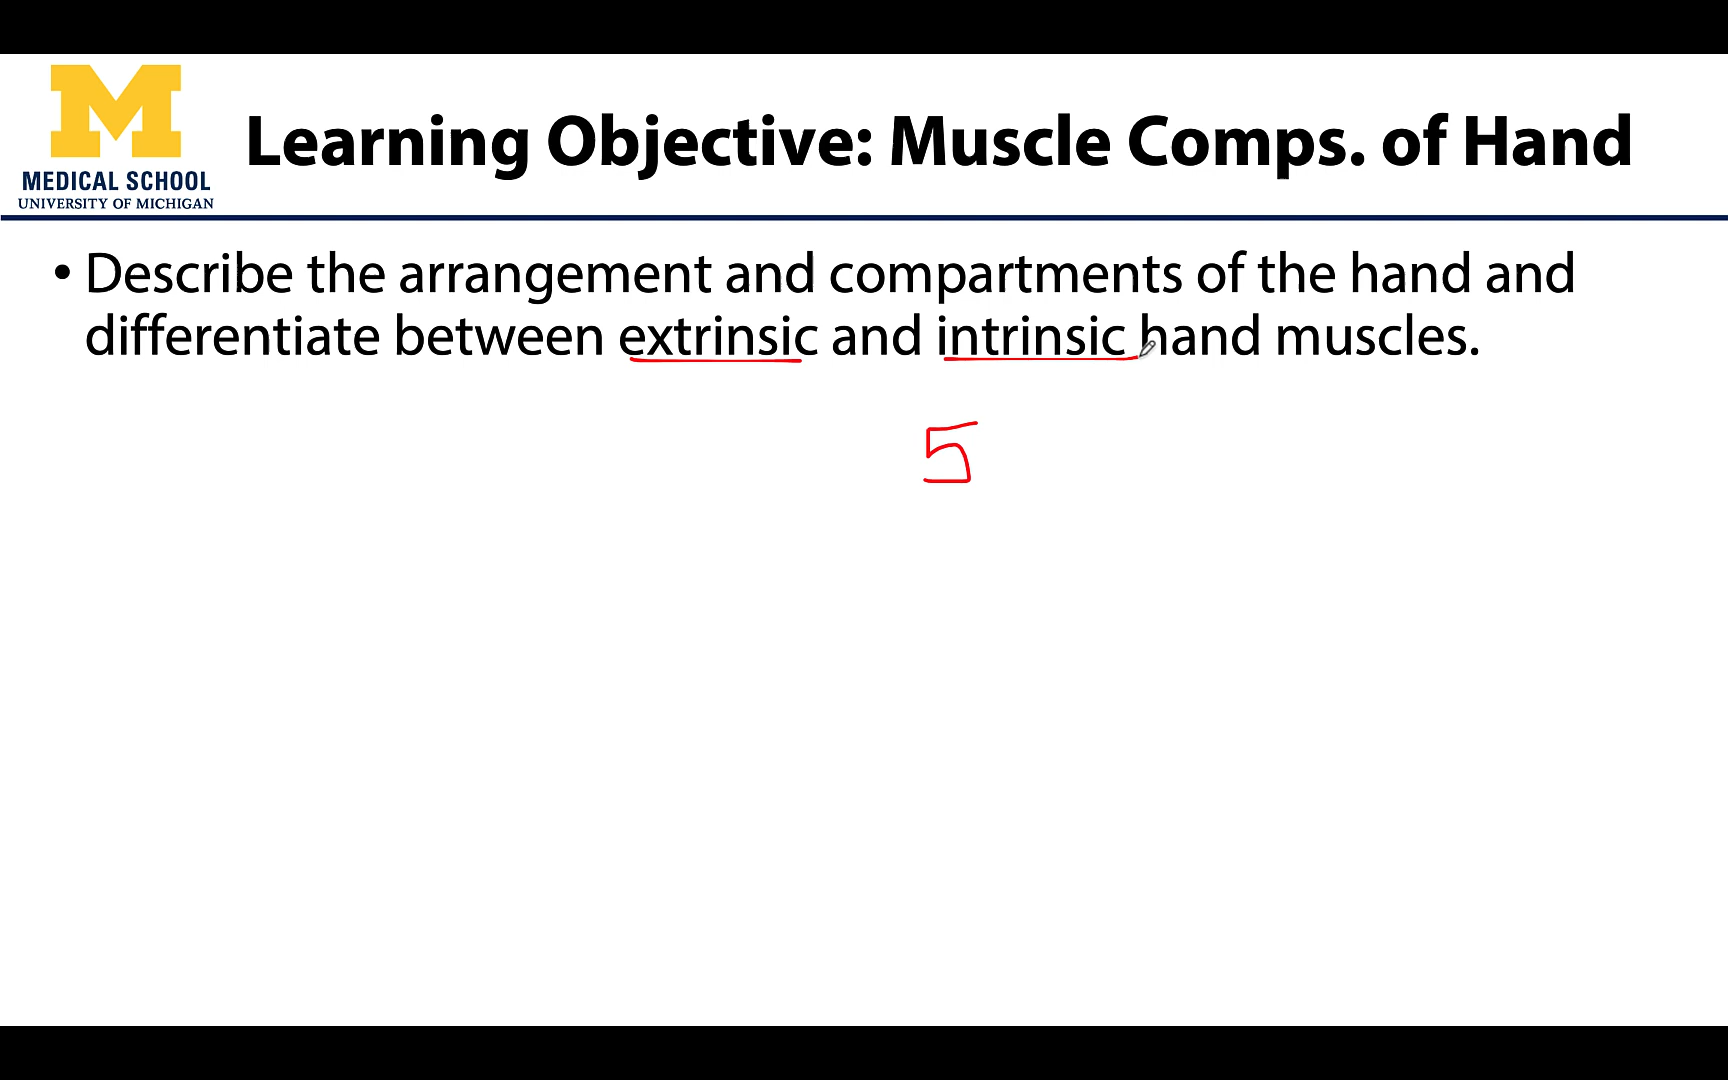 M
MEDICAL SCHOOL
UNIVERSITY OF MICHIGAN
Learning Objective: Muscle Comps. of Hand
• Describe the arrangement and compartments of the hand and
differentiate between extrinsic and intrinsic hand muscles.
5